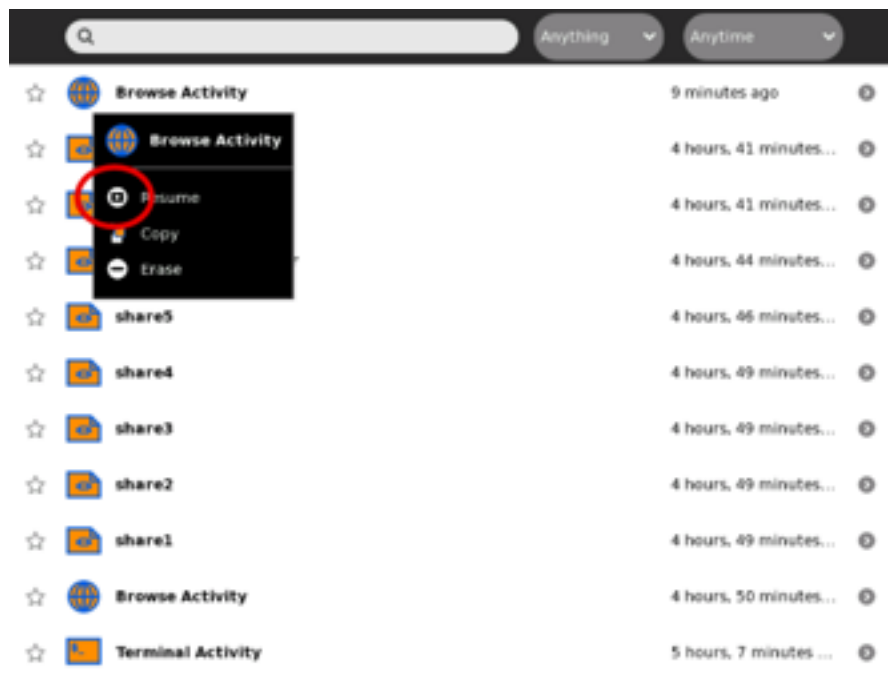 Anything Anytime
Browse Activity 9 minutes ago
Browse Activity
4 hours, 41 minutes...
Resume 4 hours, 41 minutes...
Copy
4 hours, 44 minutes...
Erase
share5 4 hours, 46 minutes...
share4 4 hours, 49 minutes...
share3 4 hours, 49 minutes...
share2 4 hours, 49 minutes...
share1 4 hours, 49 minutes...
Browse Activity 4 hours, 50 minutes...
Terminal Activity 5 hours, 7 minutes ...